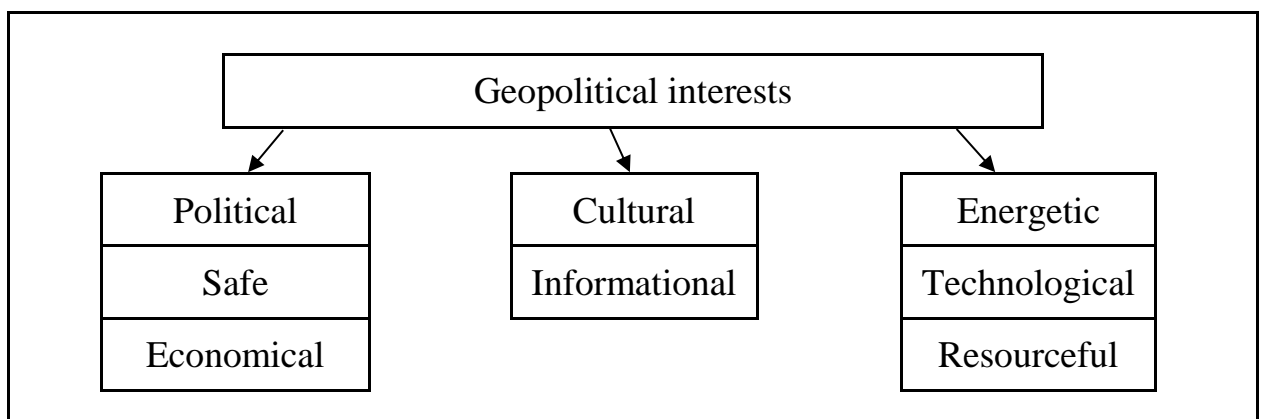 Geopolitical interests
Political
Safe
Economical
Cultural
Informational
Energetic
Technological
Resourceful